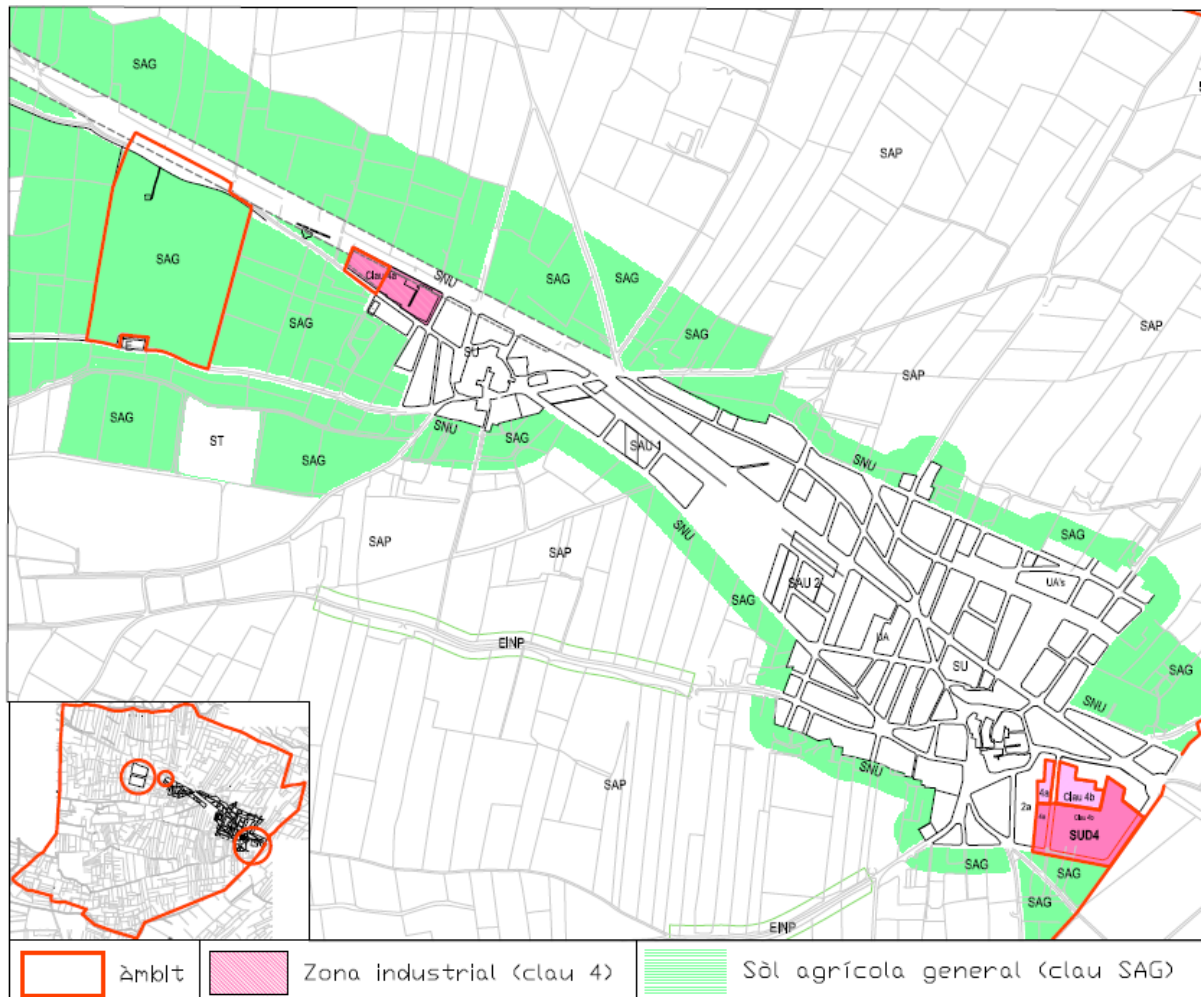 SAG
SAP
SAG
Clau 4a
SNU
SAG
SAG
SAG
SAG
SAP
SU
SAP
SAG
ST
SAG
SNU
SAG
SAU 1
SNU
SNU
SAG
SAP
SAP
UA's
SAU 2
SAG
UA
EINP
SU
SAG
SNU
SNU
SAP
4a
Clau 4b
2a
4a
Clau 4b
SUD4
SAG
SAG
SAG
EINP
àmbit
Zona industrial (clau 4)
Sòl agrícola general (clau SAG)